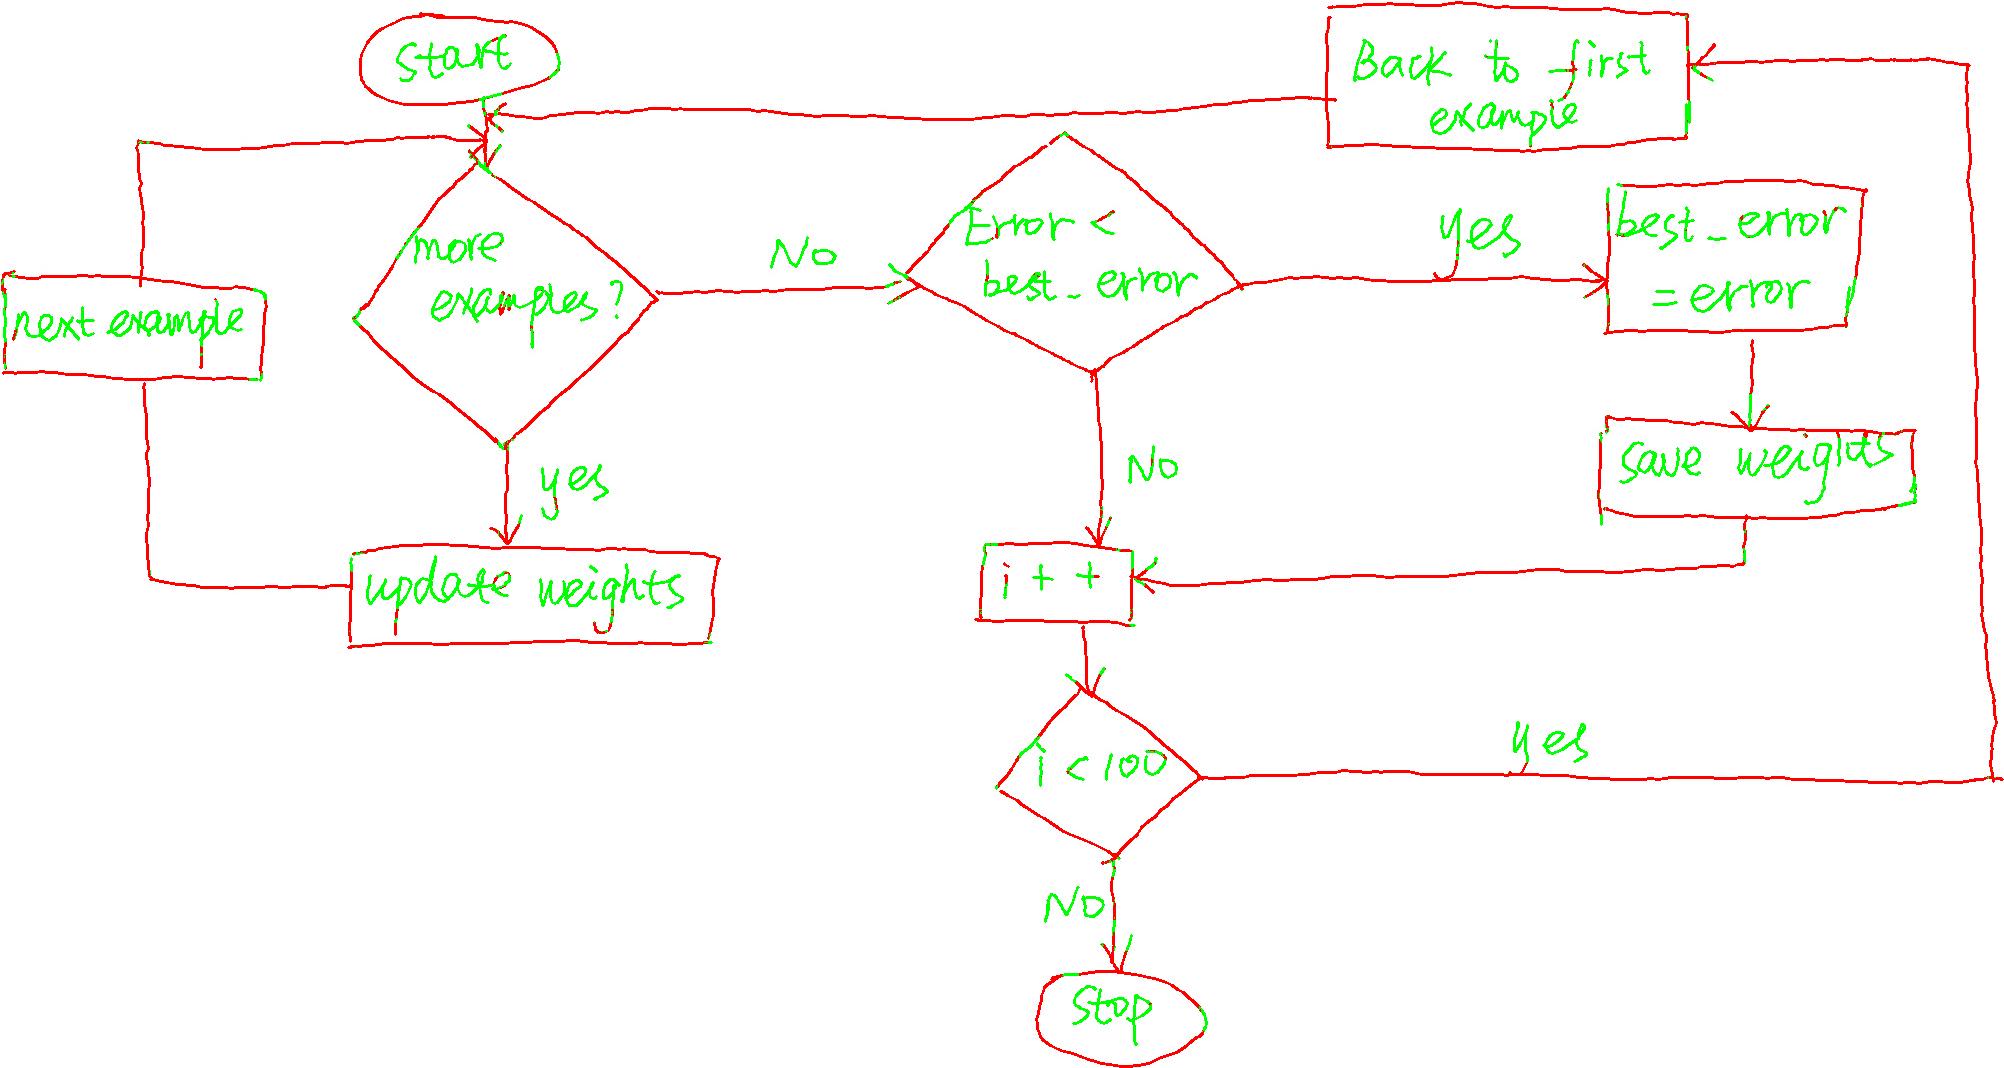 start
Back to first
example
more
examples?
No
Error <
best_error
yes
best_error
= error
next example
yes
No
save weights
update weights
i + +
i < 100
yes
No
Stop